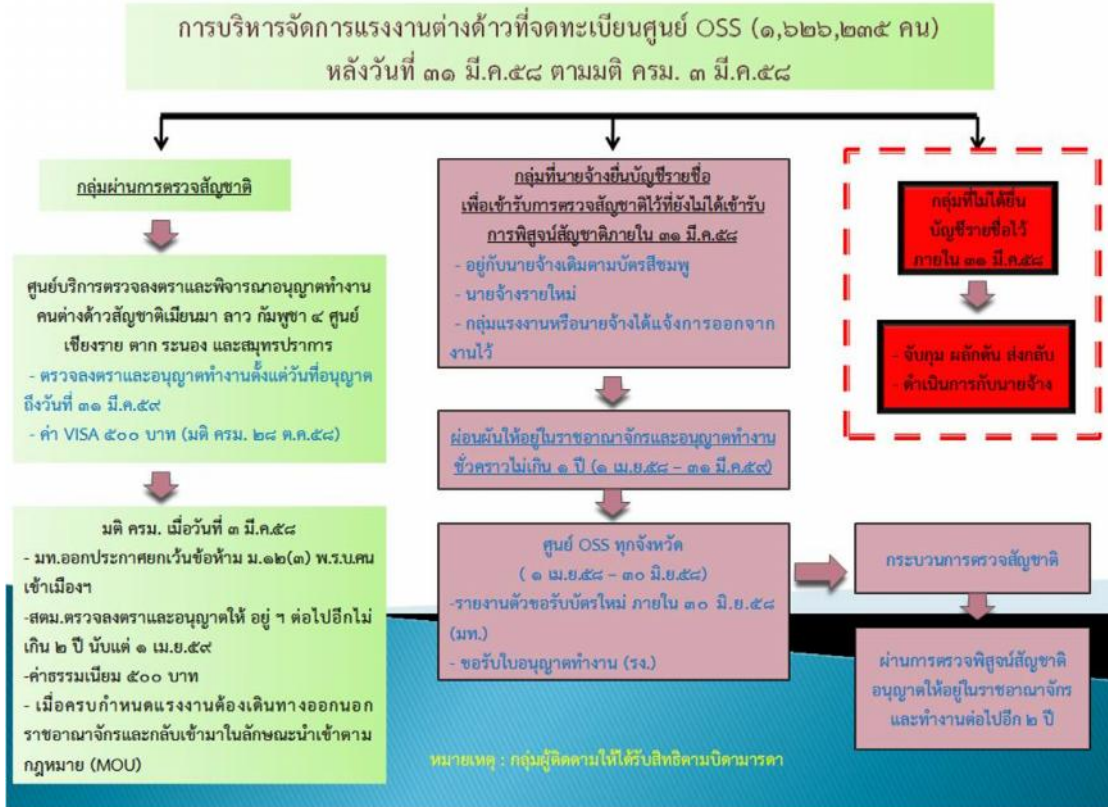 การบริหารจัดการแรงงานต่างด้าวที่จดทะเบียนศูนย์ OSS (๑,๖๒๖,๒๓๕ คน)
หลังวันที่ ๓๑ มี.ค.๕๘ ตามมติ ครม. ๓ มี.ค.๕๘
กลุ่มผ่านการตรวจสัญชาติ
ศูนย์บริการตรวจลงตราและพิจารณาอนุญาตทำงาน
คนต่างด้าวสัญชาติเมียนมา ลาว กัมพูชา ๔ ศูนย์
เชียงราย ตาก ระนอง และสมุทรปราการ
- ตรวจลงตราและอนุญาตทำงานตั้งแต่วันที่อนุญาต
ถึงวันที่ ๓๑ มี.ค.๕๙
- ค่า VISA ๕๐๐ บาท (มติ ครม. ๒๘ ต.ค.๕๘)
มติ ครม. เมื่อวันที่ ๓ มี.ค.๕๘
- มท.ออกประกาศยกเว้นข้อห้าม ม.๑๒(๓) พ.ร.บ.คน
เข้าเมืองฯ
-สตม.ตรวจลงตราและอนุญาตให้ อยู่ ฯ ต่อไปอีกไม่
เกิน ๒ ปี นับแต่ ๑ เม.ย.๕๙
-ค่าธรรมเนียม ๕๐๐ บาท
- เมื่อครบกำหนดแรงงานต้องเดินทางออกนอก
ราชอาณาจักรและกลับเข้ามาในลักษณะนำเข้าตาม
กฎหมาย (MOU)
กลุ่มที่นายจ้างยื่นบัญชีรายชื่อ
เพื่อเข้ารับการตรวจสัญชาติไว้ที่ยังไม่ได้เข้ารับ
การพิสูจน์สัญชาติภายใน ๓๑ มี.ค.๕๘
- อยู่กับนายจ้างเดิมตามบัตรสีชมพู
- นายจ้างรายใหม่
- กลุ่มแรงงานหรือนายจ้างได้แจ้งการออกจาก
งานไว้
ผ่อนผันให้อยู่ในราชอาณาจักรและอนุญาตทำงาน
ชั่วคราวไม่เกิน ๑ ปี (๑ เม.ย.๕๘ – ๓๑ มี.ค.๕๙)
ศูนย์ OSS ทุกจังหวัด
( ๑ เม.ย.๕๘ – ๓๐ มิ.ย.๕๘)
-รายงานตัวขอรับบัตรใหม่ ภายใน ๓๐ มิ.ย.๕๘
(มท.)
- ขอรับใบอนุญาตทำงาน (รง.)
กลุ่มที่ไม่ได้ยื่น
บัญชีรายชื่อไว้
ภายใน ๓๑ มี.ค.๕๘
- จับกุม ผลักดัน ส่งกลับ
- ดำเนินการกับนายจ้าง
กระบวนการตรวจสัญชาติ
ผ่านการตรวจพิสูจน์สัญชาติ
อนุญาตให้อยู่ในราชอาณาจักร
และทำงานต่อไปอีก ๒ ปี
หมายเหตุ : กลุ่มผู้ติดตามให้ได้รับสิทธิตามบิดามารดา